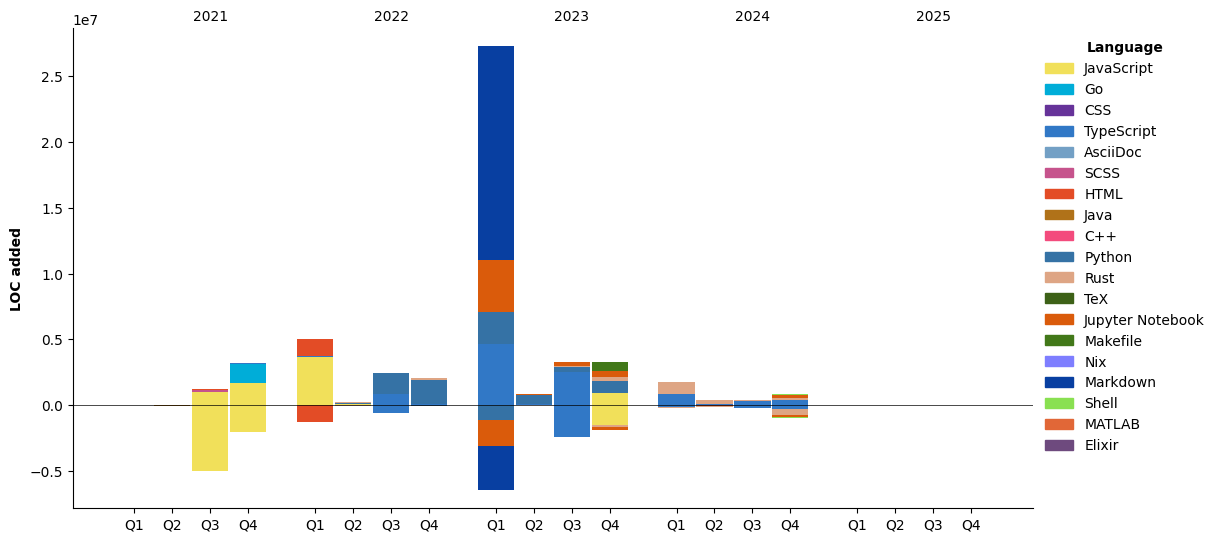 2021 2022 2023 2024 2025
1e7
2.5
2.0
1.5
1.0
0.5
0.0
−0.5
LOC added
Q1 Q2 Q3 Q4 Q1 Q2 Q3 Q4 Q1 Q2 Q3 Q4 Q1 Q2 Q3 Q4 Q1 Q2 Q3 Q4
Language
JavaScript
Go
CSS
TypeScript
AsciiDoc
SCSS
HTML
Java
C++
Python
Rust
TeX
Jupyter Notebook
Makefile
Nix
Markdown
Shell
MATLAB
Elixir